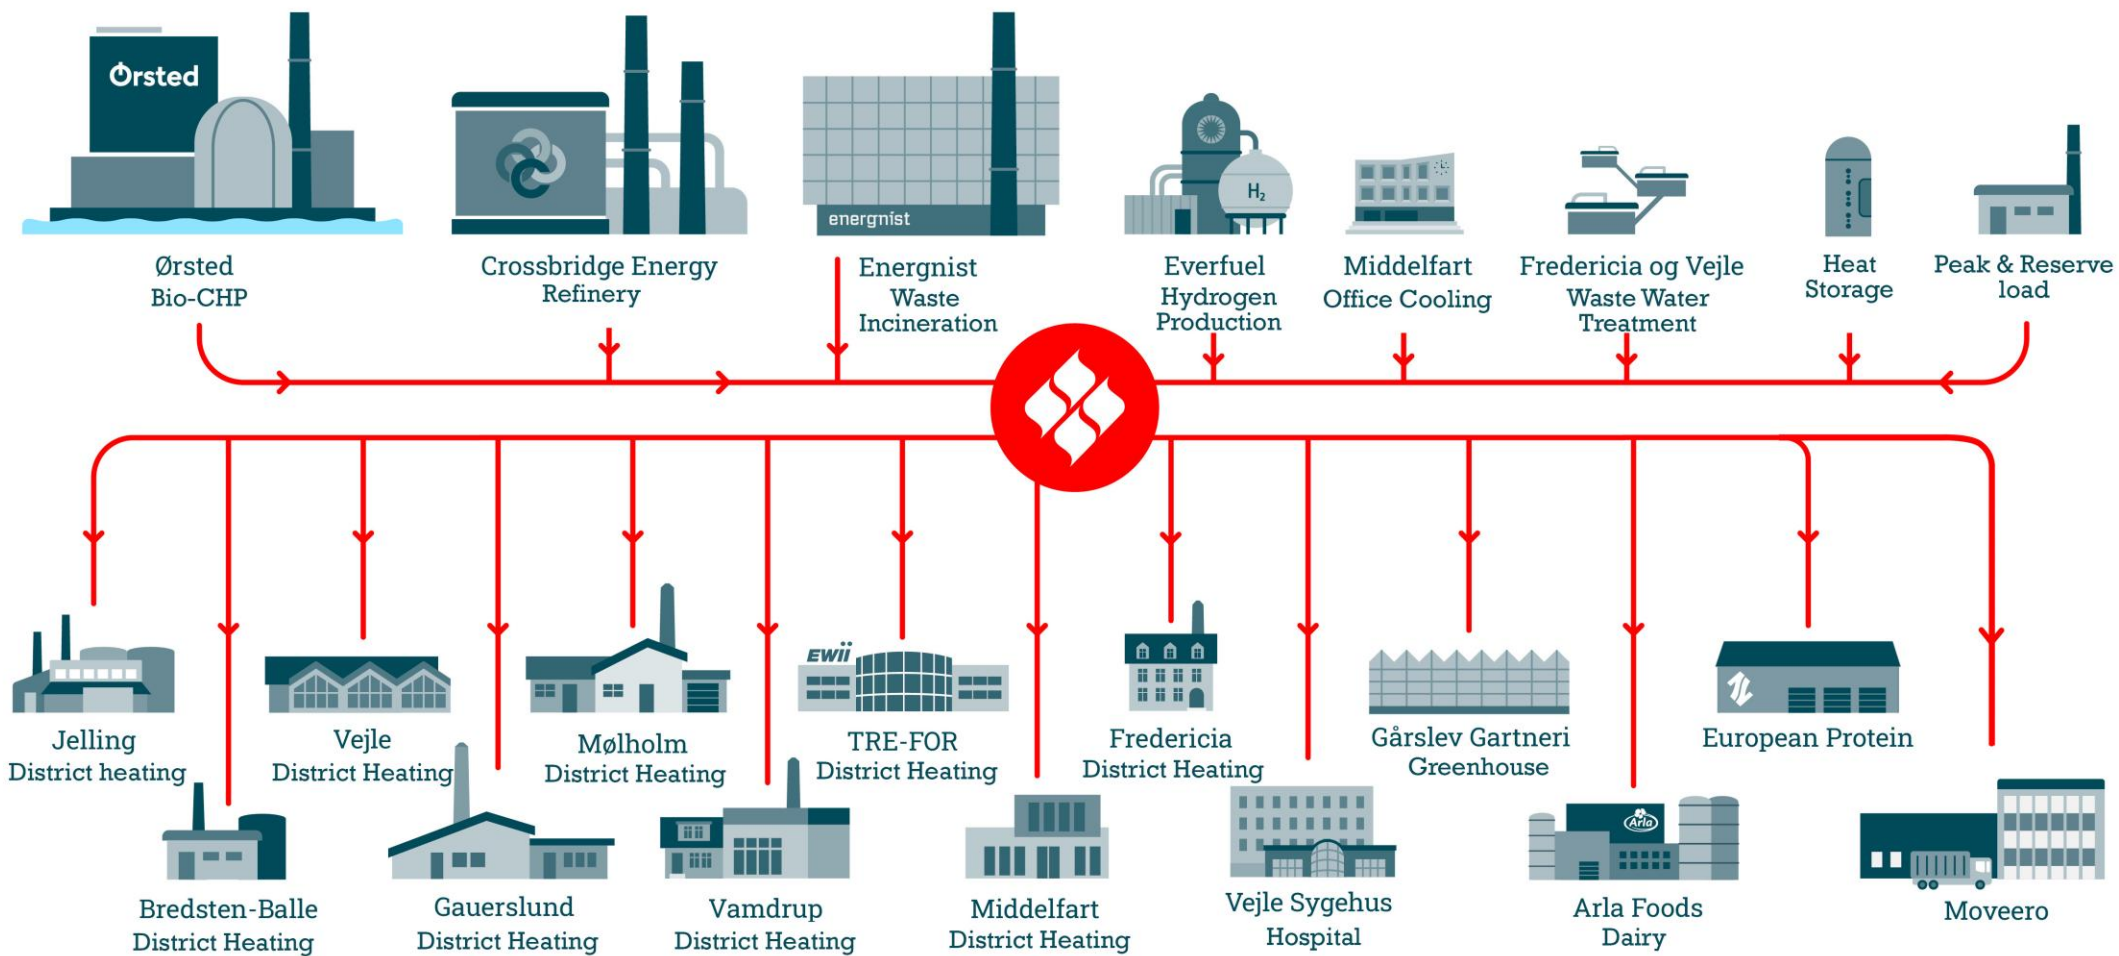 Ørsted
energnist
H₂
Ørsted
Bio-CHP
Crossbridge Energy
Refinery
Energnist
Waste
Incineration
Everfuel
Hydrogen
Production
Middelfart
Office Cooling
Fredericia og Vejle
Waste Water
Treatment
Heat
Storage
Peak & Reserve
load
EWii
Jelling
District heating
Vejle
District Heating
Mølholm
District Heating
TRE-FOR
District Heating
Fredericia
District Heating
Gårslev Gartneri
Greenhouse
European Protein
Arla
Bredsten-Balle
District Heating
Gauerslund
District Heating
Vamdrup
District Heating
Middelfart
District Heating
Vejle Sygehus
Hospital
Arla Foods
Dairy
Moveero